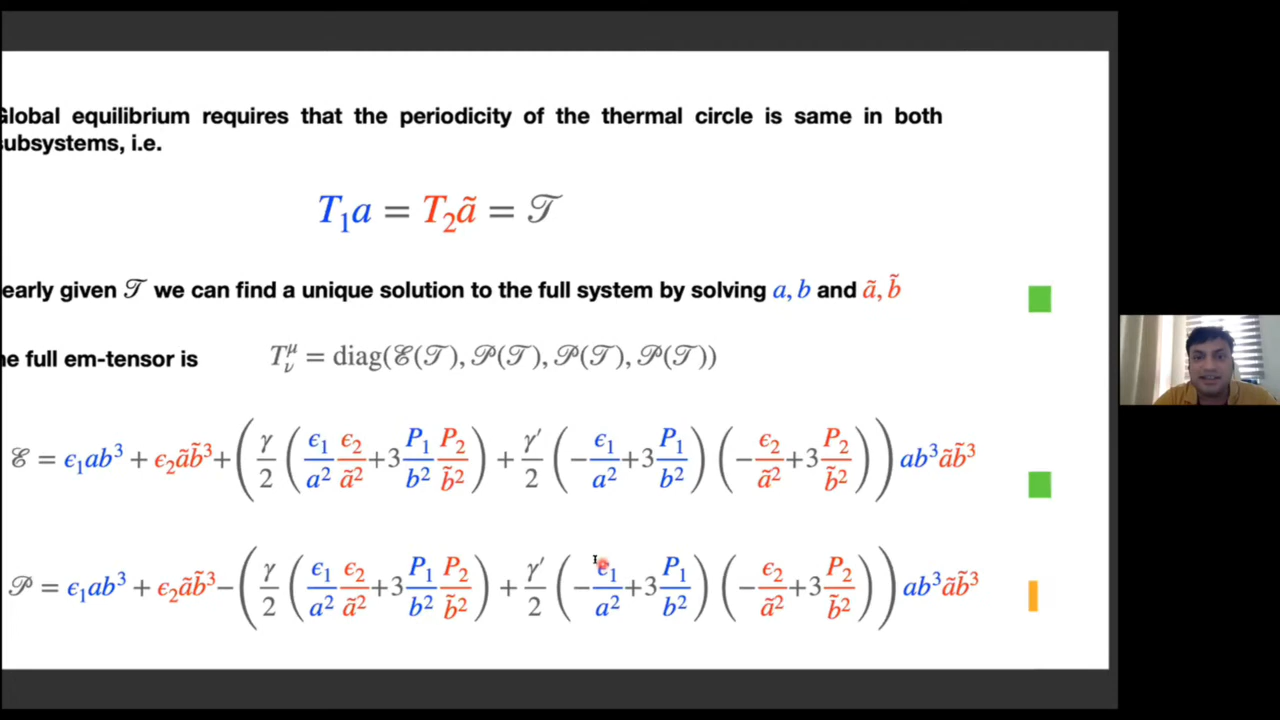 Global equilibrium requires that the periodicity of the thermal circle is same in both
subsystems, i.e.
T₁a = T₂ã = 𝒯
early given 𝒯 we can find a unique solution to the full system by solving a, b and ã, b̃
he full em-tensor is T^μ_ν = diag(ℰ(𝒯), 𝒫(𝒯), 𝒫(𝒯), 𝒫(𝒯))
ℰ = ϵ₁ab³ + ϵ₂ãb̃³ + (γ/2 (ϵ₁/a² ϵ₂/ã² + 3 P₁/b² P₂/b̃²) + γ′/2 (−ϵ₁/a² + 3 P₁/b²) (−ϵ₂/ã² + 3 P₂/b̃²)) ab³ãb̃³
𝒫 = ϵ₁ab³ + ϵ₂ãb̃³ − (γ/2 (ϵ₁/a² ϵ₂/ã² + 3 P₁/b² P₂/b̃²) + γ′/2 (−ϵ₁/a² + 3 P₁/b²) (−ϵ₂/ã² + 3 P₂/b̃²)) ab³ãb̃³